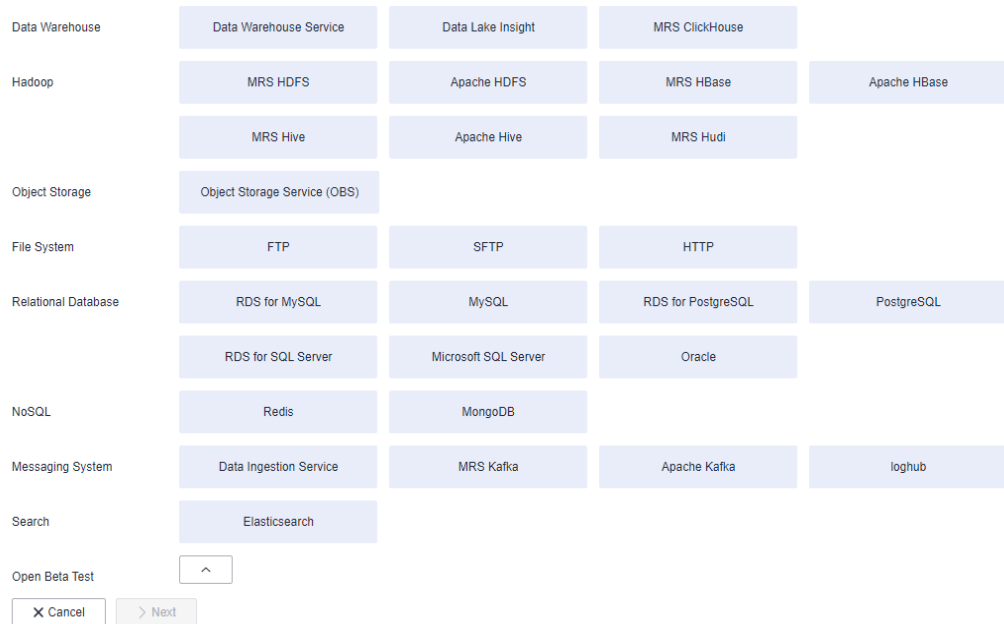 Data Warehouse Data Warehouse Service Data Lake Insight MRS ClickHouse
Hadoop MRS HDFS Apache HDFS MRS HBase Apache HBase
MRS Hive Apache Hive MRS Hudi
Object Storage Object Storage Service (OBS)
File System FTP SFTP HTTP
Relational Database RDS for MySQL MySQL RDS for PostgreSQL PostgreSQL
RDS for SQL Server Microsoft SQL Server Oracle
NoSQL Redis MongoDB
Messaging System Data Ingestion Service MRS Kafka Apache Kafka loghub
Search Elasticsearch
Open Beta Test
Cancel Next